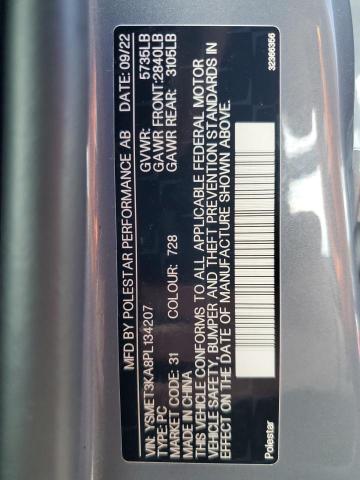 MFD BY POLESTAR PERFORMANCE AB 09/22
GVWR: 5735LB
GAWR FRONT:2840LB
GAWR REAR: 3106LB
VIN: YSMET3KA8PL134207
TYPE: PC
MARKET CODE: 31 COLOUR: 728
MADE IN CHINA
THIS VEHICLE CONFORMS TO ALL APPLICABLE FEDERAL MOTOR
VEHICLE SAFETY, BUMPER AND THEFT PREVENTION STANDARDS IN
EFFECT ON THE DATE OF MANUFACTURE SHOWN ABOVE.
Polestar
32366356